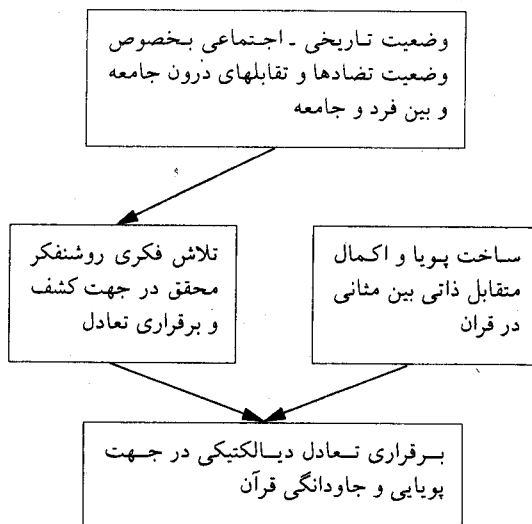 وضعیت تاریخی ـ اجتماعی بخصوص
وضعیت تضادها و تقابلهای درون جامعه
و بین فرد و جامعه
ساخت پویا و اکمال
متقابل ذاتی بین مثانی
در قران
تلاش فکری روشنفکر
محقق در جهت کشف
و برقراری تعادل
برقراری تعادل دیالکتیکی در جهت
پویایی و جاودانگی قرآن